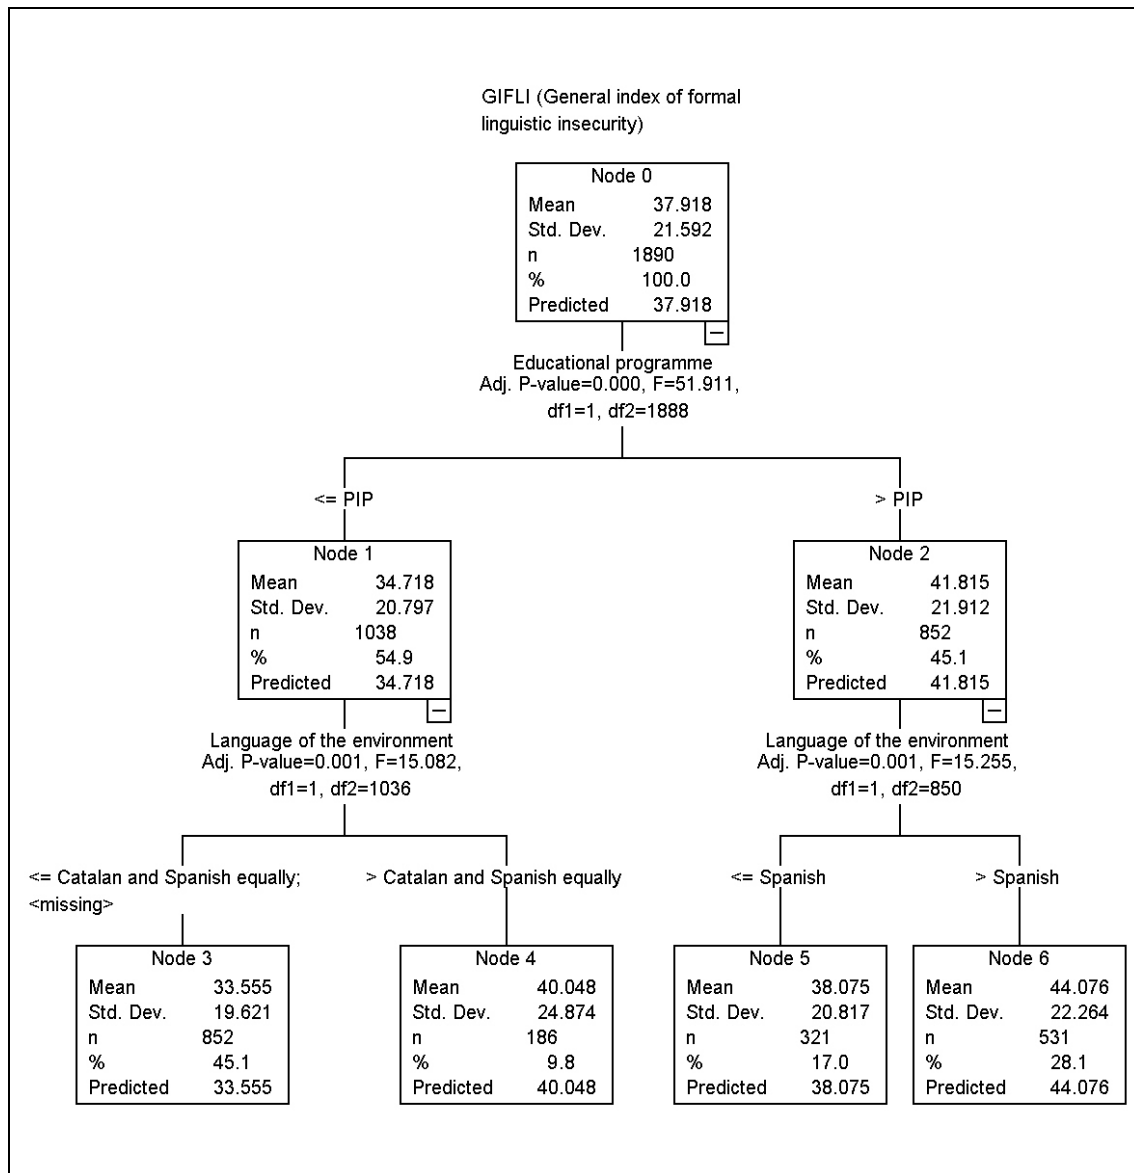 GIFLI (General index of formal
linguistic insecurity)
Node 0
Mean 37.918
Std. Dev. 21.592
n 1890
% 100.0
Predicted 37.918
Educational programme
Adj. P-value=0.000, F=51.911,
df1=1, df2=1888
<= PIP
> PIP
Node 1
Mean 34.718
Std. Dev. 20.797
n 1038
% 54.9
Predicted 34.718
Node 2
Mean 41.815
Std. Dev. 21.912
n 852
% 45.1
Predicted 41.815
Language of the environment
Adj. P-value=0.001, F=15.082,
df1=1, df2=1036
Language of the environment
Adj. P-value=0.001, F=15.255,
df1=1, df2=850
<= Catalan and Spanish equally;
<missing>
> Catalan and Spanish equally
<= Spanish
> Spanish
Node 3
Mean 33.555
Std. Dev. 19.621
n 852
% 45.1
Predicted 33.555
Node 4
Mean 40.048
Std. Dev. 24.874
n 186
% 9.8
Predicted 40.048
Node 5
Mean 38.075
Std. Dev. 20.817
n 321
% 17.0
Predicted 38.075
Node 6
Mean 44.076
Std. Dev. 22.264
n 531
% 28.1
Predicted 44.076